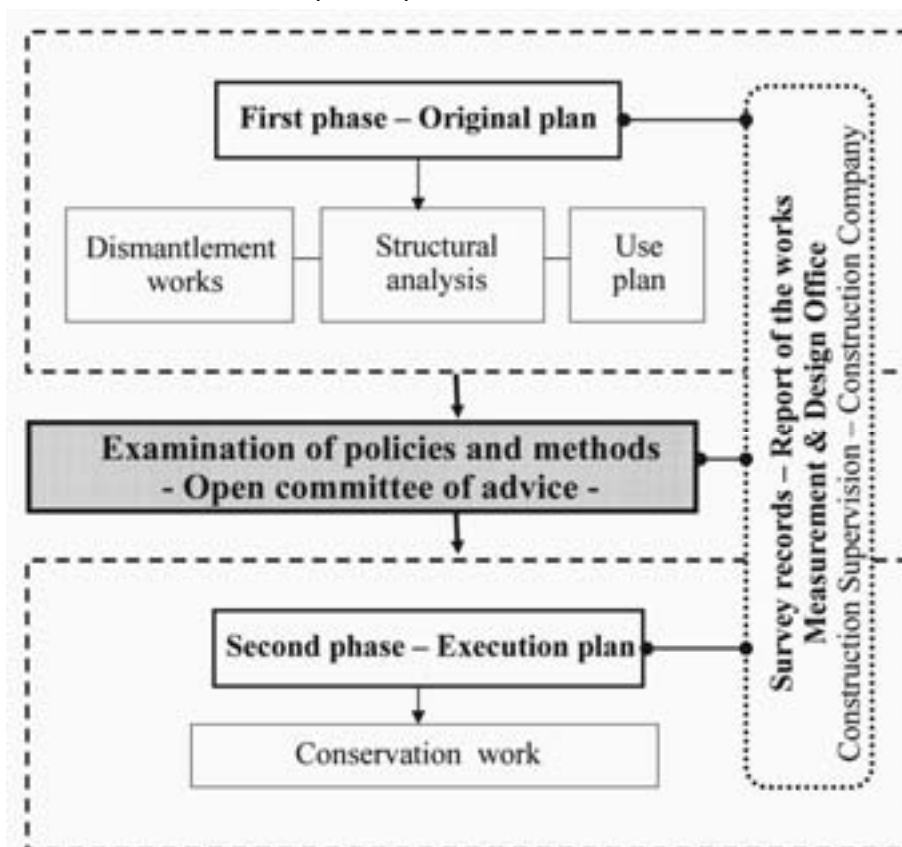 First phase – Original plan
Dismantlement
works
Structural
analysis
Use
plan
Examination of policies and methods
- Open committee of advice -
Second phase – Execution plan
Conservation work
Survey records – Report of the works
Measurement & Design Office
Construction Supervision – Construction Company